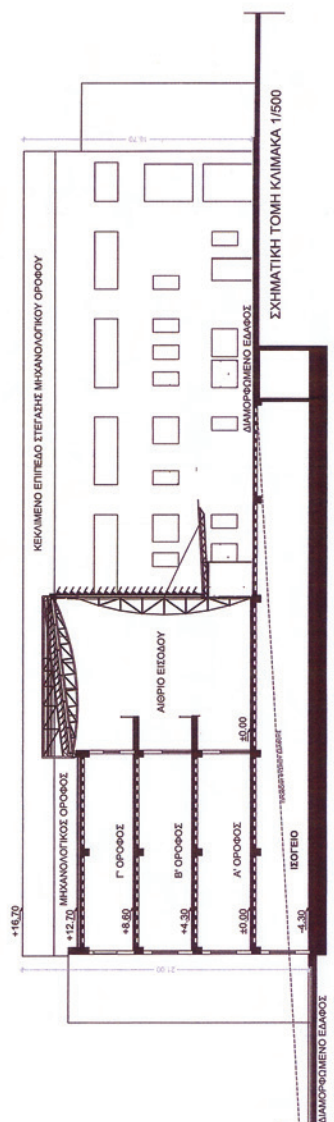 ΣΧΗΜΑΤΙΚΗ ΤΟΜΗ ΚΛΙΜΑΚΑ 1/500
ΚΕΚΛΙΜΕΝΟ ΕΠΙΠΕΔΟ ΣΤΕΓΑΣΗΣ ΜΗΧΑΝΟΛΟΓΙΚΟΥ ΟΡΟΦΟΥ
16.70
+16,70
ΜΗΧΑΝΟΛΟΓΙΚΟΣ ΟΡΟΦΟΣ
+12.70
Γ' ΟΡΟΦΟΣ
+8.60
Β' ΟΡΟΦΟΣ
+4.30
Α' ΟΡΟΦΟΣ
±0.00
ΑΙΘΡΙΟ ΕΙΣΟΔΟΥ
±0.00
ΔΙΑΜΟΡΦΩΜΕΝΟ ΕΔΑΦΟΣ
ΙΣΟΓΕΙΟ
-4.30
21.00
ΔΙΑΜΟΡΦΩΜΕΝΟ ΕΔΑΦΟΣ